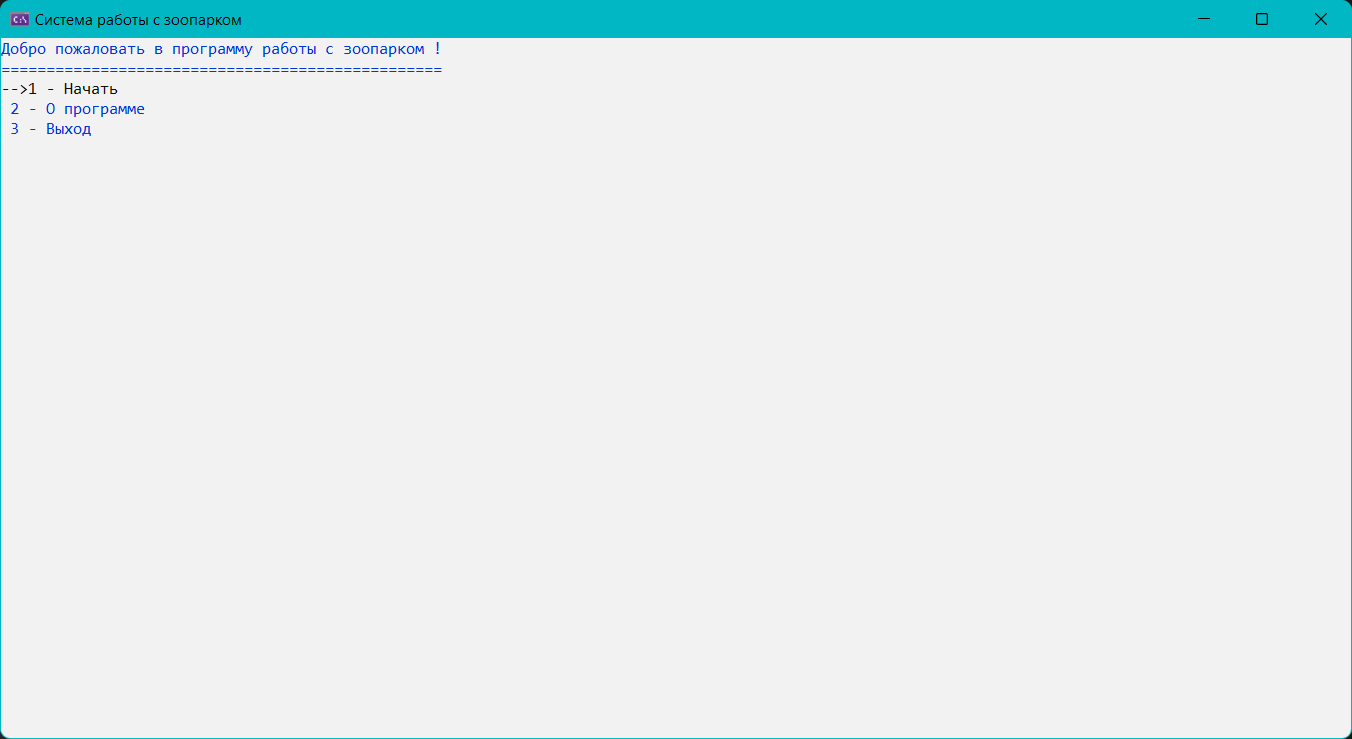 C:\ Система работы с зоопарком
Добро пожаловать в программу работы с зоопарком !
=================================================
-->1 - Начать
 2 - О программе
 3 - Выход